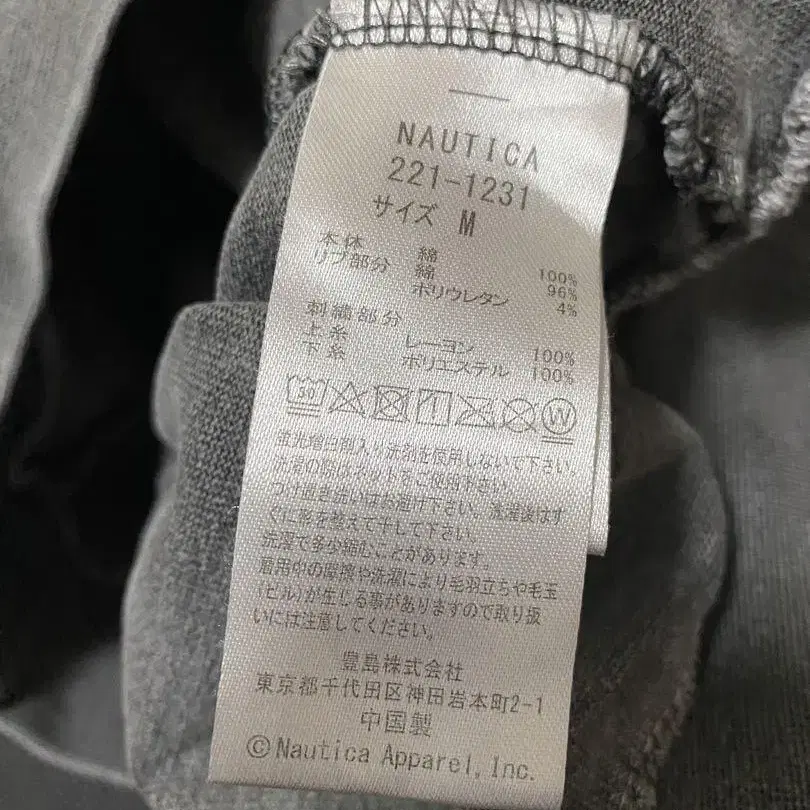 NAUTICA
221-1231
サイズ M
本体 綿 100%
リブ部分 綿 96%
ポリウレタン 4%
刺繍部分
上糸 レーヨン 100%
下糸 ポリエステル 100%
30 W
蛍光増白剤入り洗剤を使用しないで下さい。
洗濯の際はネットをご使用下さい。
つけ置き洗いはお避け下さい。洗濯後はす
ぐに形を整えて干して下さい。
洗濯で多少縮むことがあります。
着用中の摩擦や洗濯により毛羽立ちや毛玉
(ピル)が生じる事がありますので取り扱
いには注意してください。
豊島株式会社
東京都千代田区神田岩本町2-1
中国製
©Nautica Apparel, Inc.